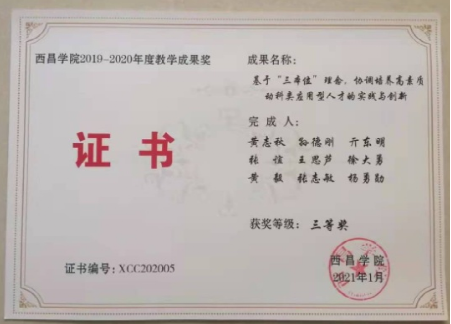 西昌学院2019-2020年度教学成果奖
证书
证书编号：XCC202005
成果名称：
基于“三本位”理念、协调培养高素质
动科类应用型人才的实践与创新
完成人：
黄志秋 孙德刚 亓东明
张恺 王思芦 徐大勇
黄毅 张志敏 杨勇勋
获奖等级：三等奖
西昌学院
2021年1月